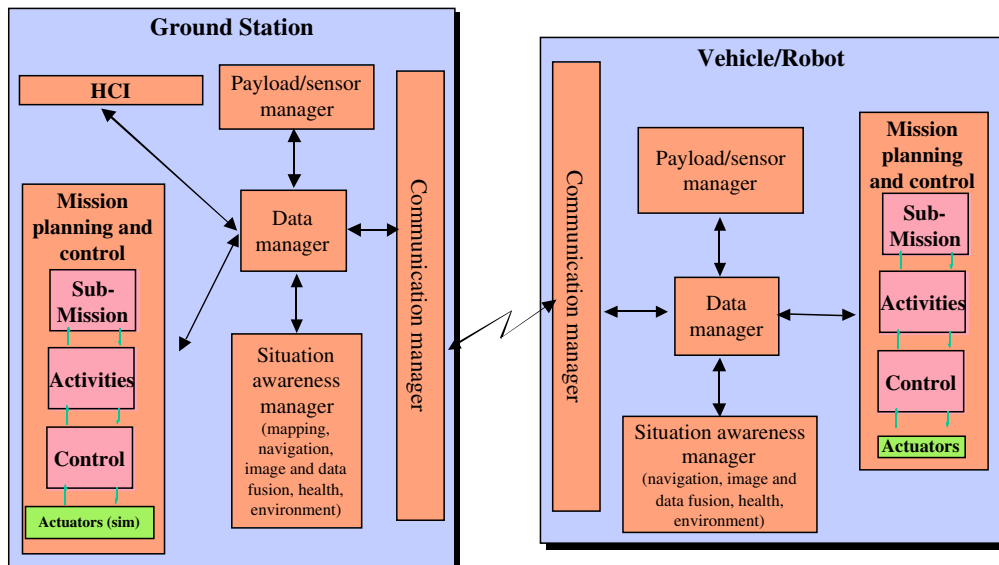 Ground Station
HCI
Payload/sensor
manager
Communication manager
Mission
planning and
control
Sub-
Mission
Activities
Control
Actuators (sim)
Data
manager
Situation
awareness
manager
(mapping,
navigation,
image and data
fusion, health,
environment)
Vehicle/Robot
Communication manager
Payload/sensor
manager
Data
manager
Situation awareness
manager
(navigation, image and
data fusion, health,
environment)
Mission
planning
and control
Sub-
Mission
Activities
Control
Actuators